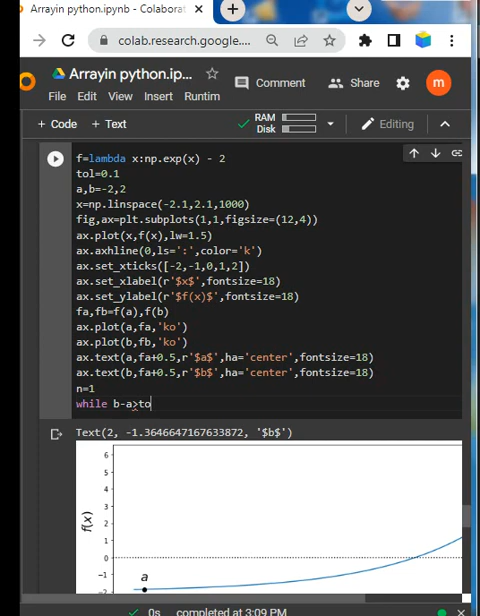 Arrayin python.ipynb - Colaborat
colab.research.google....
Arrayin python.ip...
Comment
Share
m
File Edit View Insert Runtim
+ Code + Text
RAM
Disk
Editing
f=lambda x:np.exp(x) - 2
tol=0.1
a,b=-2,2
x=np.linspace(-2.1,2.1,1000)
fig,ax=plt.subplots(1,1,figsize=(12,4))
ax.plot(x,f(x),lw=1.5)
ax.axhline(0,ls=':',color='k')
ax.set_xticks([-2,-1,0,1,2])
ax.set_xlabel(r'$x$',fontsize=18)
ax.set_ylabel(r'$f(x)$',fontsize=18)
fa,fb=f(a),f(b)
ax.plot(a,fa,'ko')
ax.plot(b,fb,'ko')
ax.text(a,fa+0.5,r'$a$',ha='center',fontsize=18)
ax.text(b,fa+0.5,r'$b$',ha='center',fontsize=18)
n=1
while b-a>to
Text(2, -1.3646647167633872, '$b$')
6
5
4
3
2
1
0
−1
−2
f(x)
a
0s completed at 3:09 PM